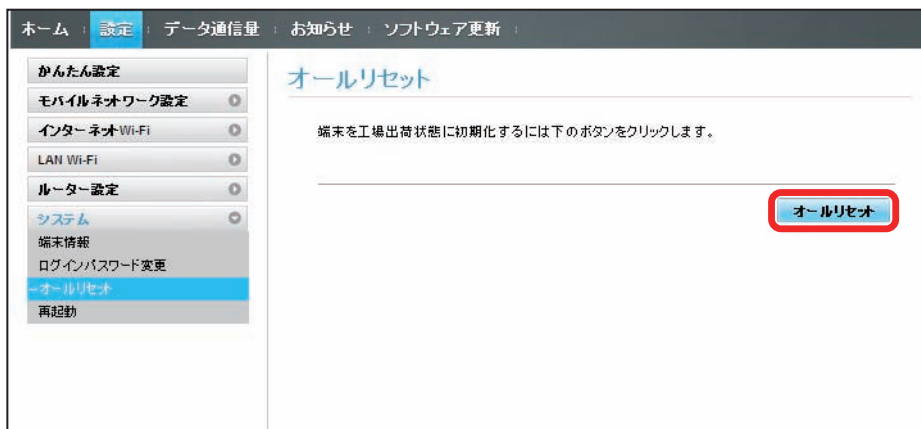 ホーム 設定 データ通信量 お知らせ ソフトウェア更新
かんたん設定
モバイルネットワーク設定
インターネットWi-Fi
LAN Wi-Fi
ルーター設定
システム
端末情報
ログインパスワード変更
オールリセット
再起動
オールリセット
端末を工場出荷状態に初期化するには下のボタンをクリックします。
オールリセット